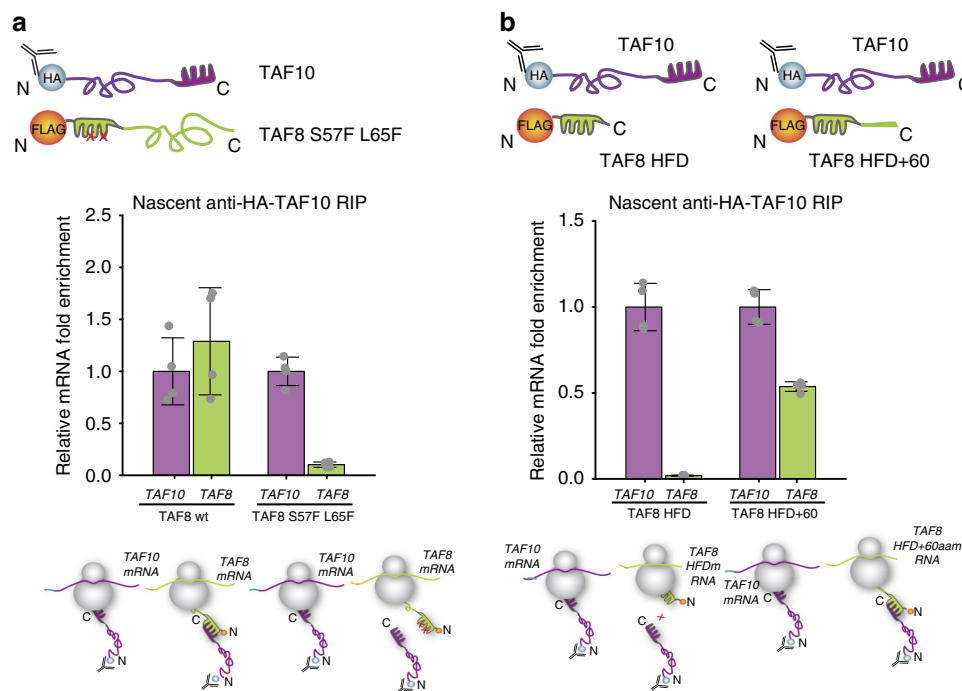 a
HA
N
C
TAF10
FLAG
N
C
TAF8 S57F L65F
Nascent anti-HA-TAF10 RIP
Relative mRNA fold enrichment
2.5
2.0
1.5
1.0
0.5
0.0
TAF10 TAF8 TAF10 TAF8
TAF8 wt TAF8 S57F L65F
TAF10
mRNA
TAF8
mRNA
TAF10
mRNA
TAF8
mRNA
C
N
C
N
N
C
N
C
N
N
b
TAF10
TAF10
HA
N
C
HA
N
C
FLAG
N
C
FLAG
N
C
TAF8 HFD
TAF8 HFD+60
Nascent anti-HA-TAF10 RIP
Relative mRNA fold enrichment
1.5
1.0
0.5
0.0
TAF10 TAF8 TAF10 TAF8
TAF8 HFD TAF8 HFD+60
TAF10
mRNA
TAF8
HFDm
RNA
TAF10
mRNA
TAF8
HFD+60aam
RNA
C
N
N
C
N
C
N
N
C
N